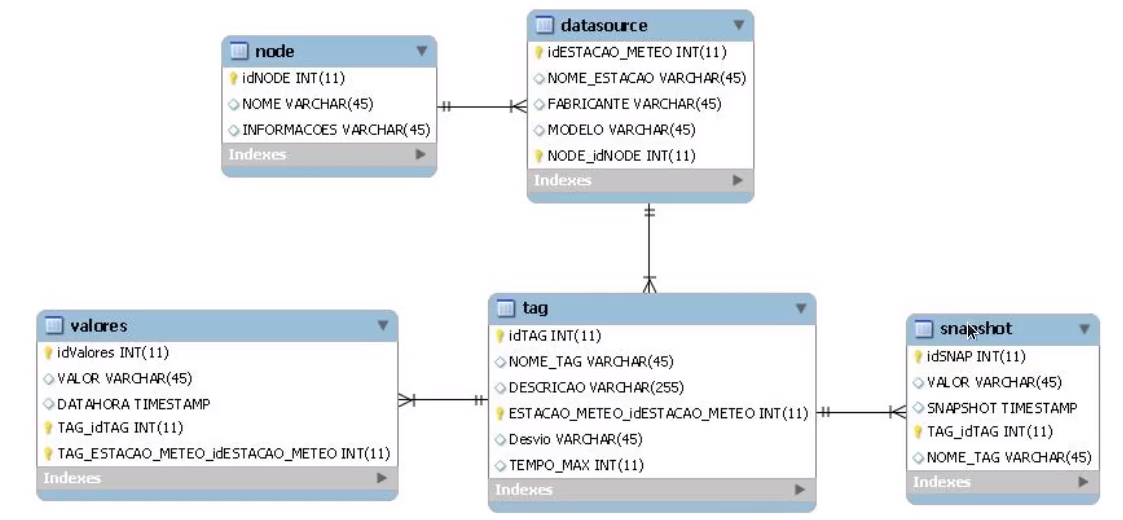 node
idNODE INT(11)
NOME VARCHAR(45)
INFORMACOES VARCHAR(45)
Indexes
datasource
idESTACAO_METEO INT(11)
NOME_ESTACAO VARCHAR(45)
FABRICANTE VARCHAR(45)
MODELO VARCHAR(45)
NODE_idNODE INT(11)
Indexes
valores
idValores INT(11)
VALOR VARCHAR(45)
DATAHORA TIMESTAMP
TAG_idTAG INT(11)
TAG_ESTACAO_METEO_idESTACAO_METEO INT(11)
Indexes
tag
idTAG INT(11)
NOME_TAG VARCHAR(45)
DESCRICAO VARCHAR(255)
ESTACAO_METEO_idESTACAO_METEO INT(11)
Desvio VARCHAR(45)
TEMPO_MAX INT(11)
Indexes
snapshot
idSNAP INT(11)
VALOR VARCHAR(45)
SNAPSHOT TIMESTAMP
TAG_idTAG INT(11)
NOME_TAG VARCHAR(45)
Indexes